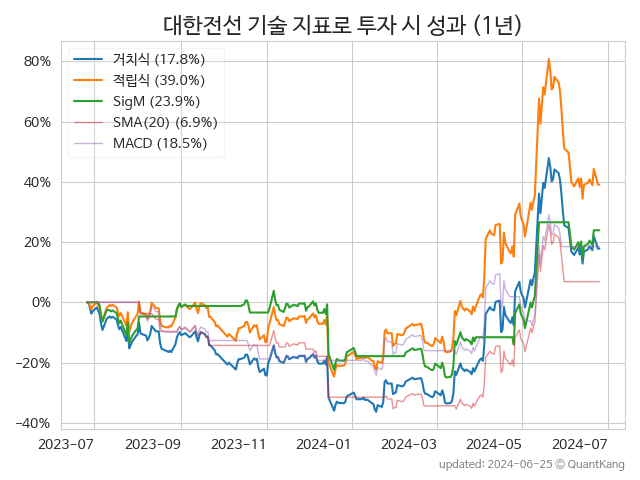 대한전선 기술 지표로 투자 시 성과 (1년)
거치식 (17.8%)
적립식 (39.0%)
SigM (23.9%)
SMA(20) (6.9%)
MACD (18.5%)
80%
60%
40%
20%
0%
−20%
−40%
2023-07 2023-09 2023-11 2024-01 2024-03 2024-05 2024-07
updated: 2024-06-25 © QuantKang